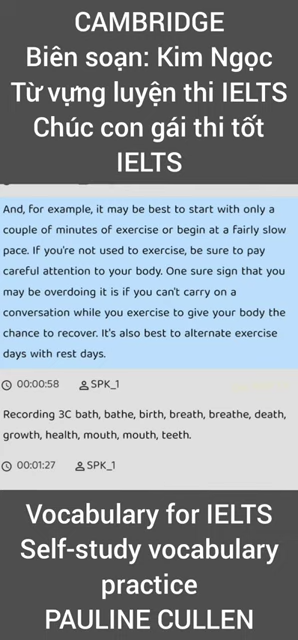 CAMBRIDGE
Biên soạn: Kim Ngọc
Từ vựng luyện thi IELTS
Chúc con gái thi tốt
IELTS
And, for example, it may be best to start with only a
couple of minutes of exercise or begin at a fairly slow
pace. If you're not used to exercise, be sure to pay
careful attention to your body. One sure sign that you
may be overdoing it is if you can't carry on a
conversation while you exercise to give your body the
chance to recover. It's also best to alternate exercise
days with rest days.
00:00:58 SPK_1
Recording 3C bath, bathe, birth, breath, breathe, death,
growth, health, mouth, mouth, teeth.
00:01:27 SPK_1
Vocabulary for IELTS
Self-study vocabulary
practice
PAULINE CULLEN